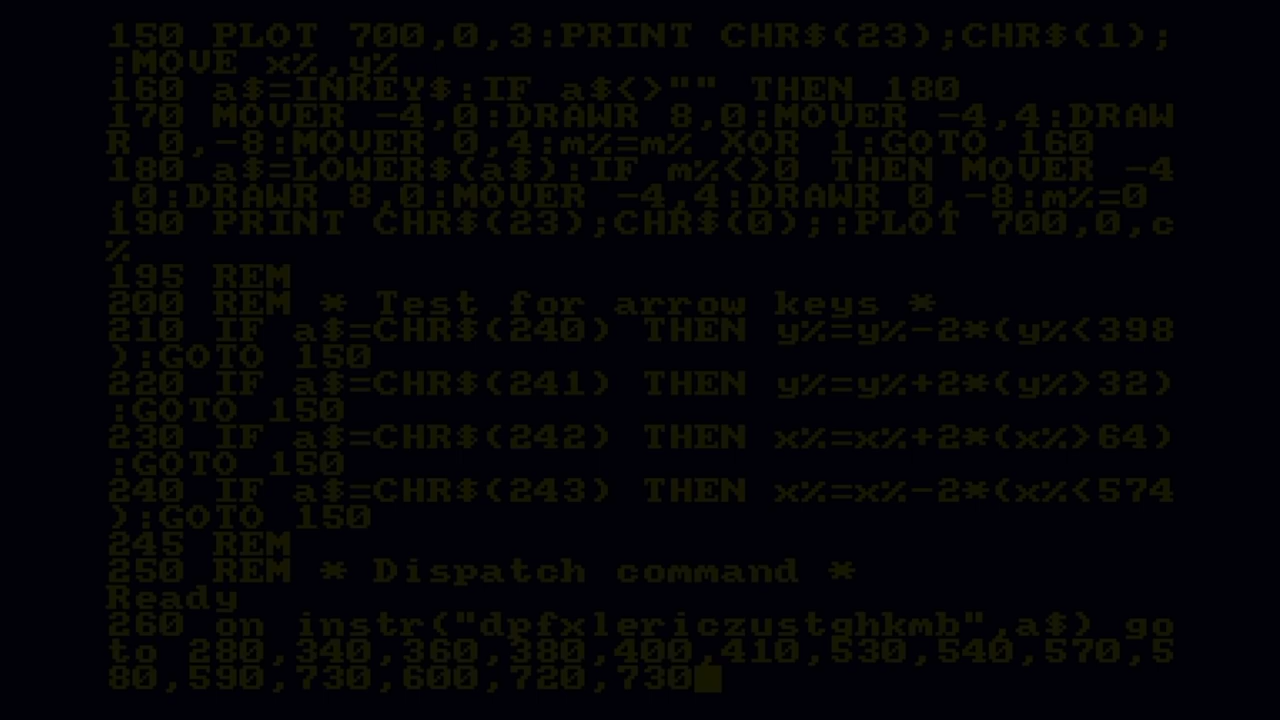 150 PLOT 700,0,3:PRINT CHR$(23);CHR$(1);
:MOVE x%,y%
160 a$=INKEY$:IF a$<>"" THEN 180
170 MOVER -4,0:DRAWR 8,0:MOVER -4,4:DRAW
R 0,-8:MOVER 0,4:m%=m% XOR 1:GOTO 160
180 a$=LOWER$(a$):IF m%<>0 THEN MOVER -4
,0:DRAWR 8,0:MOVER -4,4:DRAWR 0,-8:m%=0
190 PRINT CHR$(23);CHR$(0);:PLOT 700,0,c
%
195 REM
200 REM * Test for arrow keys *
210 IF a$=CHR$(240) THEN y%=y%-2*(y%<398
):GOTO 150
220 IF a$=CHR$(241) THEN y%=y%+2*(y%>32)
:GOTO 150
230 IF a$=CHR$(242) THEN x%=x%+2*(x%>64)
:GOTO 150
240 IF a$=CHR$(243) THEN x%=x%-2*(x%<574
):GOTO 150
245 REM
250 REM * Dispatch command *
Ready
260 on instr("dpfxlericzustghkmb",a$) go
to 280,340,360,380,400,410,530,540,570,5
80,590,730,600,720,730